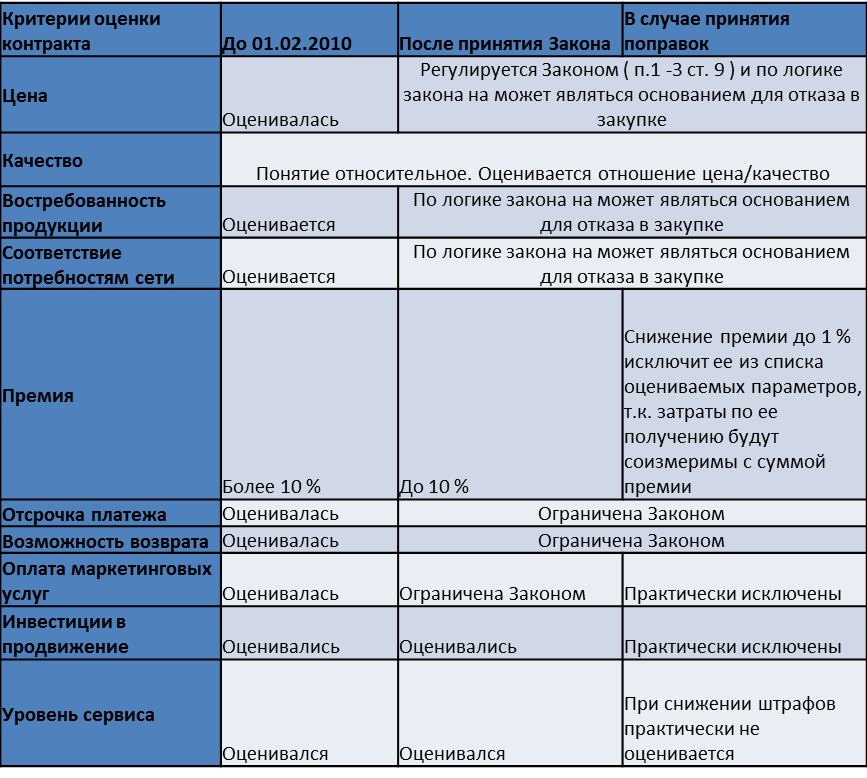 Критерии оценки
контракта
До 01.02.2010
После принятия Закона
В случае принятия
поправок
Цена
Оценивалась
Регулируется Законом ( п.1 -3 ст. 9 ) и по логике
закона на может являться основанием для отказа в
закупке
Качество
Понятие относительное. Оценивается отношение цена/качество
Востребованность
продукции
Оценивается
По логике закона на может являться основанием
для отказа в закупке
Соответствие
потребностям сети
Оценивается
По логике закона на может являться основанием
для отказа в закупке
Премия
Более 10 %
До 10 %
Снижение премии до 1 %
исключит ее из списка
оцениваемых параметров,
т.к. затраты по ее
получению будут
соизмеримы с суммой
премии
Отсрочка платежа
Оценивалась
Ограничена Законом
Возможность возврата
Оценивалась
Ограничена Законом
Оплата маркетинговых
услуг
Оценивалась
Ограничена Законом
Практически исключены
Инвестиции в
продвижение
Оценивались
Оценивались
Практически исключены
Уровень сервиса
Оценивался
Оценивался
При снижении штрафов
практически не
оценивается